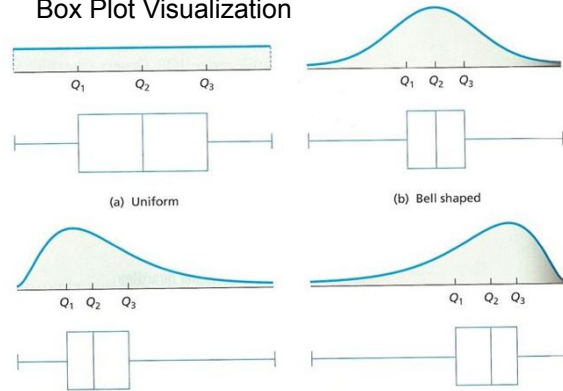 Box Plot Visualization
Q1 Q2 Q3
Q1 Q2 Q3
(a) Uniform
(b) Bell shaped
Q1 Q2 Q3
Q1 Q2 Q3